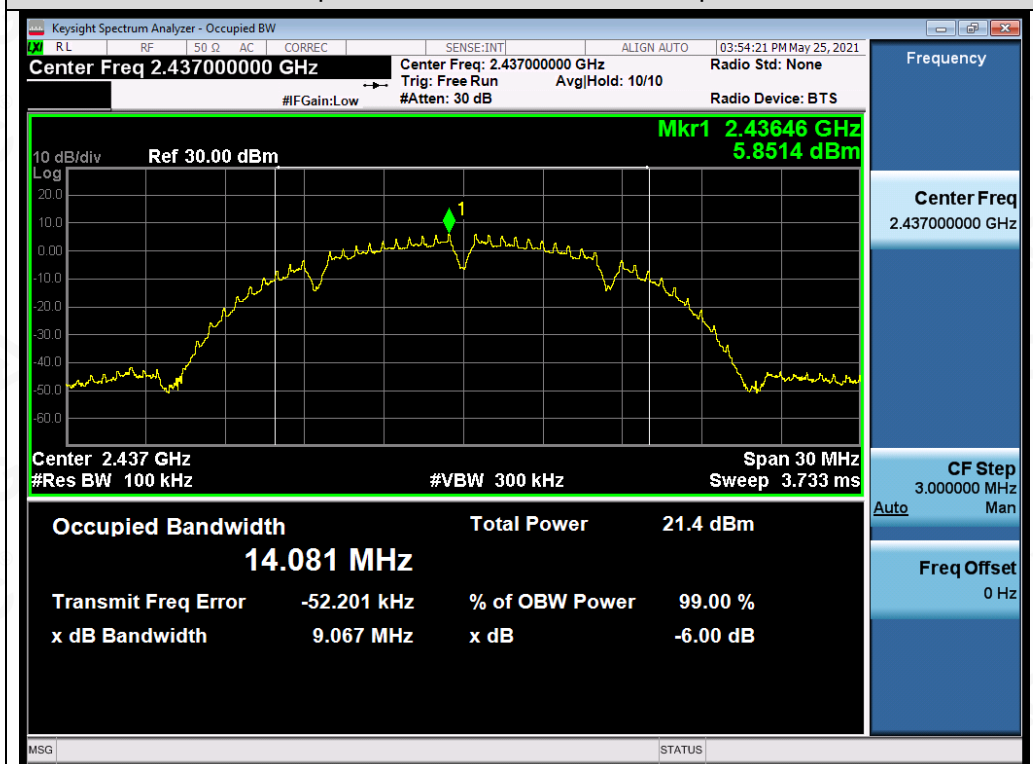 Keysight Spectrum Analyzer - Occupied BW
LXI RL RF 50 Ω AC CORREC SENSE:INT ALIGN AUTO 03:54:21 PM May 25, 2021
Center Freq 2.437000000 GHz
Center Freq: 2.437000000 GHz Radio Std: None
Trig: Free Run Avg|Hold: 10/10
#IFGain:Low #Atten: 30 dB Radio Device: BTS
Frequency
Mkr1 2.43646 GHz
5.8514 dBm
10 dB/div Ref 30.00 dBm
Log
20.0
1
10.0
0.00
-10.0
-20.0
-30.0
-40.0
-50.0
-60.0
Center 2.437 GHz Span 30 MHz
#Res BW 100 kHz #VBW 300 kHz Sweep 3.733 ms
Center Freq
2.437000000 GHz
CF Step
3.000000 MHz
Auto Man
Freq Offset
0 Hz
Occupied Bandwidth Total Power 21.4 dBm
14.081 MHz
Transmit Freq Error -52.201 kHz % of OBW Power 99.00 %
x dB Bandwidth 9.067 MHz x dB -6.00 dB
MSG STATUS